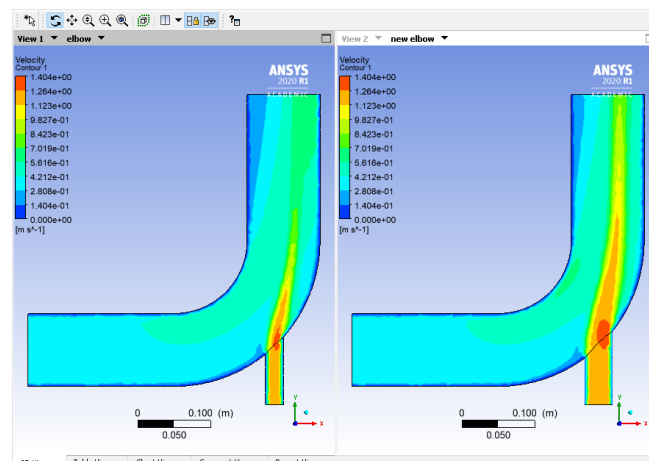 View 1 ▼ elbow ▼
View 2 ▼ new elbow ▼
Velocity
Contour 1
1.404e+00
1.264e+00
1.123e+00
9.827e-01
8.423e-01
7.019e-01
5.616e-01
4.212e-01
2.808e-01
1.404e-01
0.000e+00
[m s^-1]
ANSYS
2020 R1
ACADEMIC
0 0.100 (m)
0.050
Y
X
Velocity
Contour 1
1.404e+00
1.264e+00
1.123e+00
9.827e-01
8.423e-01
7.019e-01
5.616e-01
4.212e-01
2.808e-01
1.404e-01
0.000e+00
[m s^-1]
ANSYS
2020 R1
ACADEMIC
0 0.100 (m)
0.050
Y
X